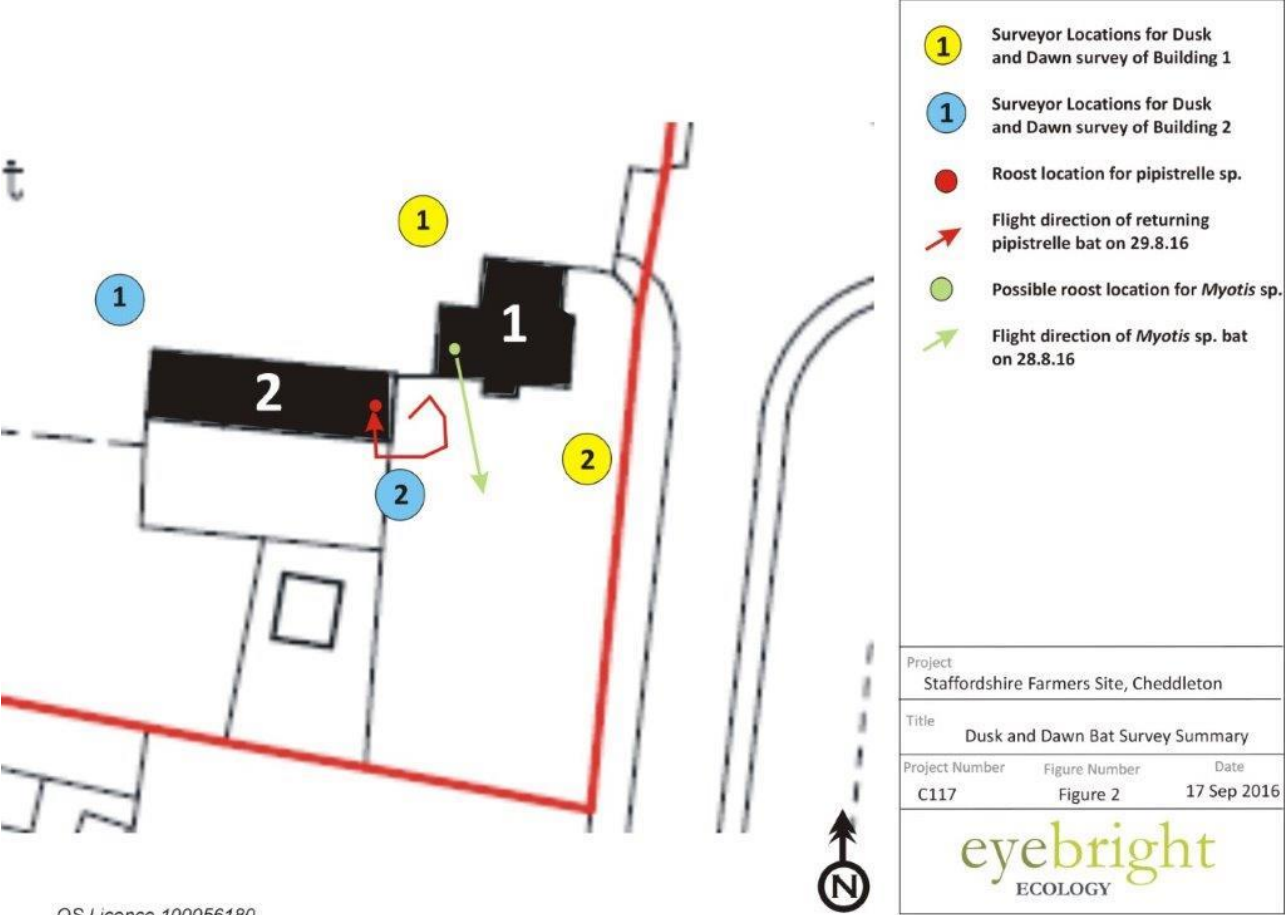 t
1
1
1
2
2
2
1
Surveyor Locations for Dusk
and Dawn survey of Building 1
1
Surveyor Locations for Dusk
and Dawn survey of Building 2
Roost location for pipistrelle sp.
Flight direction of returning
pipistrelle bat on 29.8.16
Possible roost location for Myotis sp.
Flight direction of Myotis sp. bat
on 28.8.16
Project
Staffordshire Farmers Site, Cheddleton
Title
Dusk and Dawn Bat Survey Summary
Project Number Figure Number Date
C117 Figure 2 17 Sep 2016
eyebright
ECOLOGY
N
OS Licence 100056180